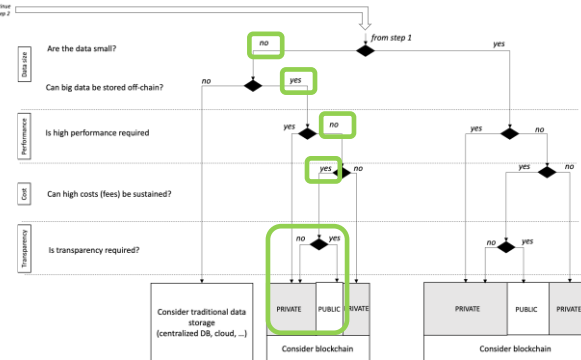 from step 1
no
yes
Data size
Are the data small?
Can big data be stored off-chain?
no
yes
Performance
Is high performance required
yes
no
yes
no
Cost
Can high costs (fees) be sustained?
yes
no
yes
no
Transparency
Is transparency required?
no
yes
no
yes
Consider traditional data
storage
(centralized DB, cloud, ...)
PRIVATE
PUBLIC
PRIVATE
PRIVATE
PUBLIC
PRIVATE
Consider blockchain
Consider blockchain